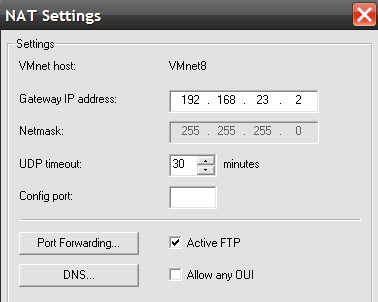 NAT Settings
Settings
VMnet host: VMnet8
Gateway IP address: 192 . 168 . 23 . 2
Netmask: 255 . 255 . 255 . 0
UDP timeout: 30 minutes
Config port:
Port Forwarding... Active FTP
DNS... Allow any OUI